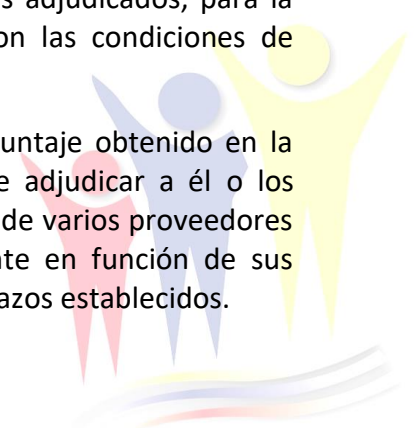 s adjudicados, para la
on las condiciones de
untaje obtenido en la
e adjudicar a él o los
de varios proveedores
nte en función de sus
azos establecidos.